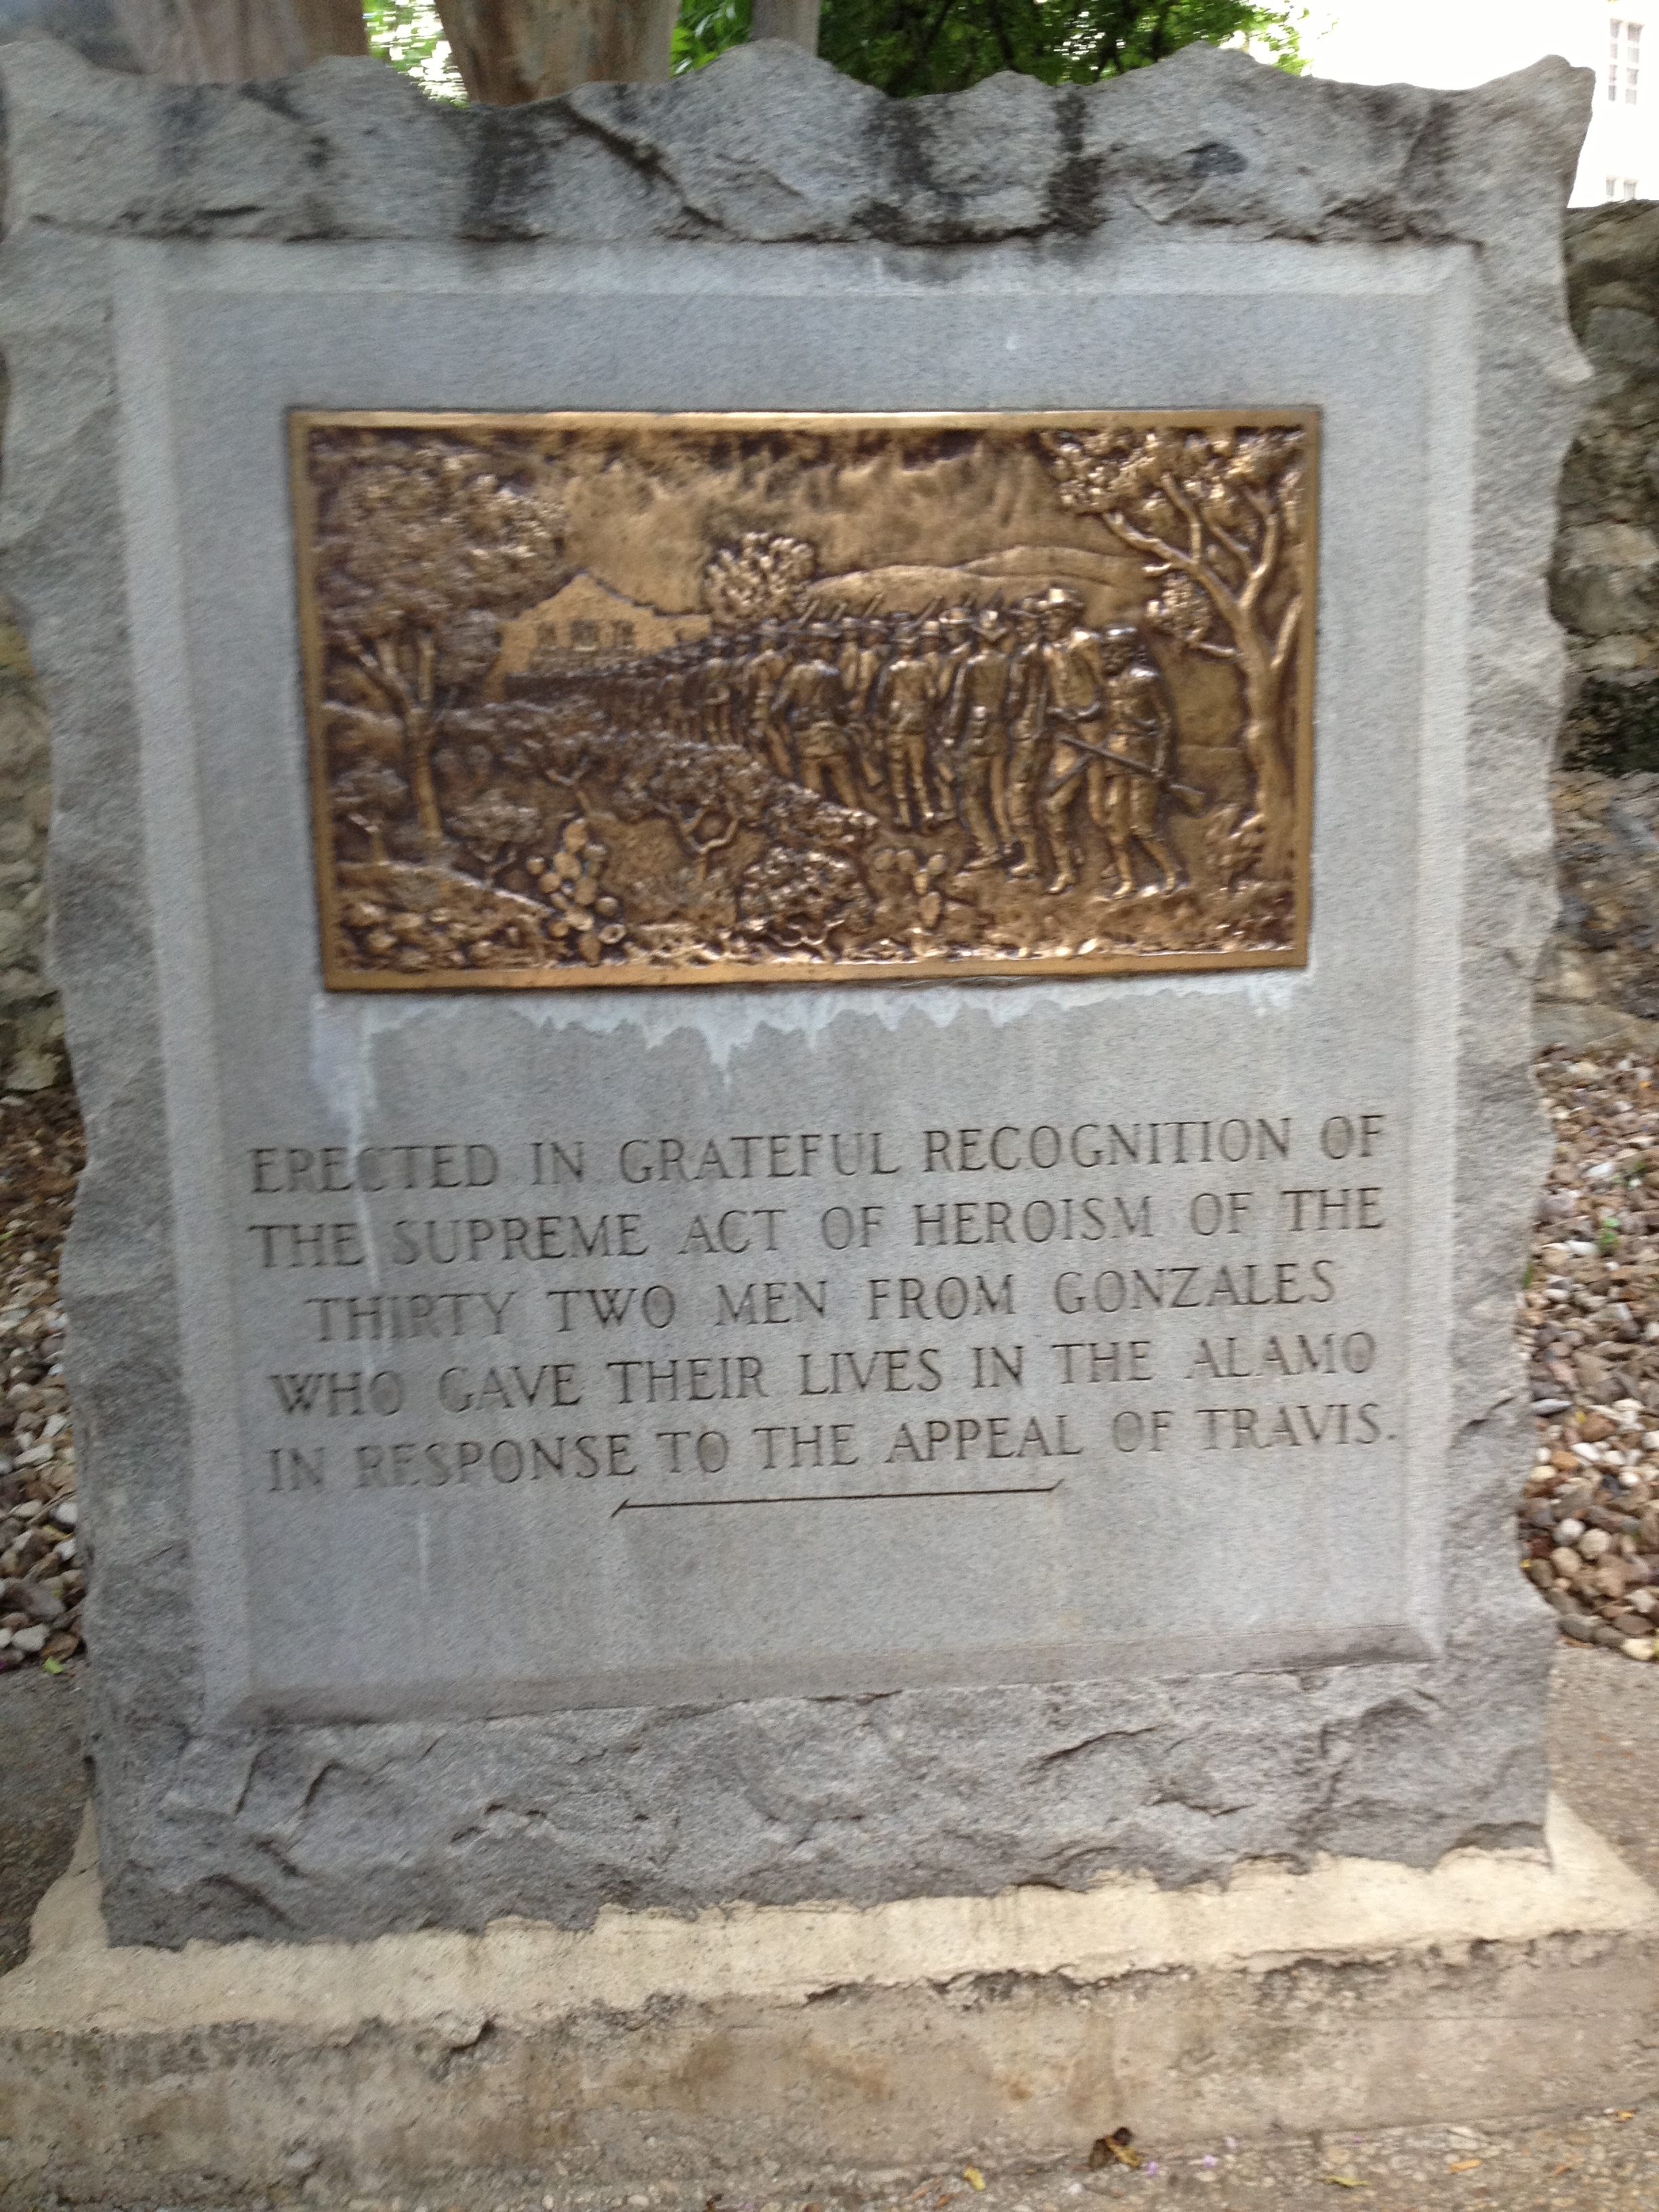 ERECTED IN GRATEFUL RECOGNITION OF
THE SUPREME ACT OF HEROISM OF THE
THIRTY TWO MEN FROM GONZALES
WHO GAVE THEIR LIVES IN THE ALAMO
IN RESPONSE TO THE APPEAL OF TRAVIS.